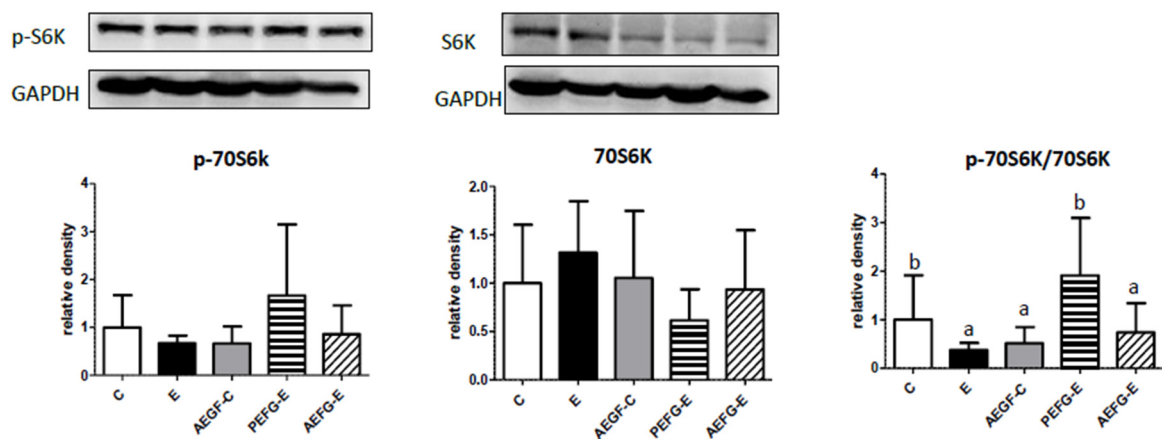 p-S6K
GAPDH
S6K
GAPDH
p-70S6k
relative density
4
3
2
1
0
C
E
AEGF-C
PEFG-E
AEFG-E
70S6K
relative density
2.0
1.5
1.0
0.5
0.0
C
E
AEGF-C
PEFG-E
AEFG-E
p-70S6K/70S6K
relative density
4
3
2
1
0
b
a
a
b
a
C
E
AEGF-C
PEFG-E
AEFG-E